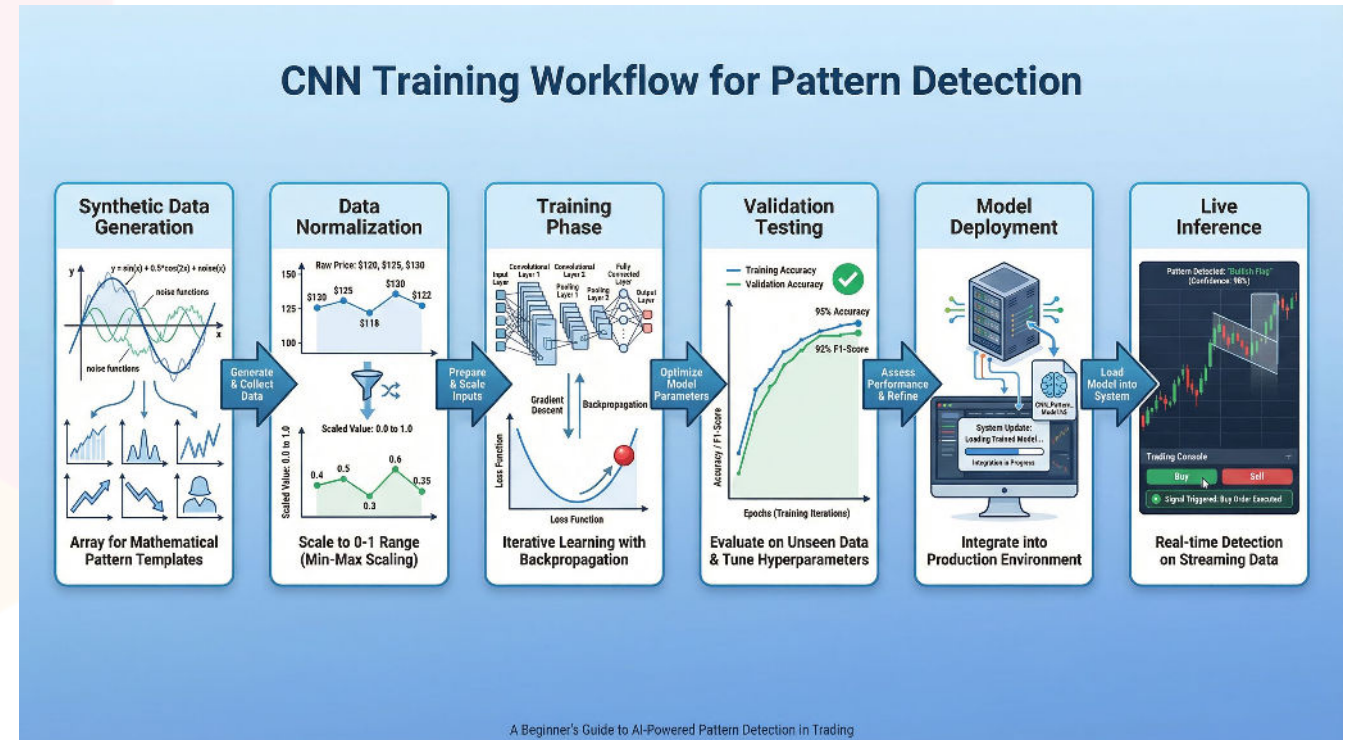 CNN Training Workflow for Pattern Detection
Synthetic Data
Generation
y
y = sin(x) + 0.5*cos(2x) + noise(x)
noise functions
x
noise functions
Array for Mathematical
Pattern Templates
Generate
& Collect
Data
Data
Normalization
Raw Price: $120, $125, $130
150
125
100
$130
$125
$118
$130
$122
Scaled Value: 0.0 to 1.0
Scaled Value: 0.0 to 1.0
0.4
0.5
0.3
0.6
0.35
Scale to 0-1 Range
(Min-Max Scaling)
Prepare
& Scale
Inputs
Training
Phase
Input
Layer
Convolutional
Layer 1
Convolutional
Layer 2
Pooling
Layer 1
Pooling
Layer 2
Fully
Connected
Layer
Output
Layer
Gradient
Descent
Backpropagation
Loss Function
Loss Function
Iterative Learning with
Backpropagation
Optimize
Model
Parameters
Validation
Testing
Training Accuracy
Validation Accuracy
95% Accuracy
92% F1-Score
Accuracy / F1-Score
Epochs (Training Iterations)
Evaluate on Unseen Data
& Tune Hyperparameters
Assess
Performance
& Refine
Model
Deployment
CNN_Pattern_
Model.h5
System Update:
Loading Trained Model ...
Integration in Progress
Integrate into
Production Environment
Load
Model into
System
Live
Inference
Pattern Detected: "Bullish Flag"
(Confidence: 98%)
Trading Console
Buy
Sell
Signal Triggered: Buy Order Executed
Real-time Detection
on Streaming Data
A Beginner's Guide to AI-Powered Pattern Detection in Trading